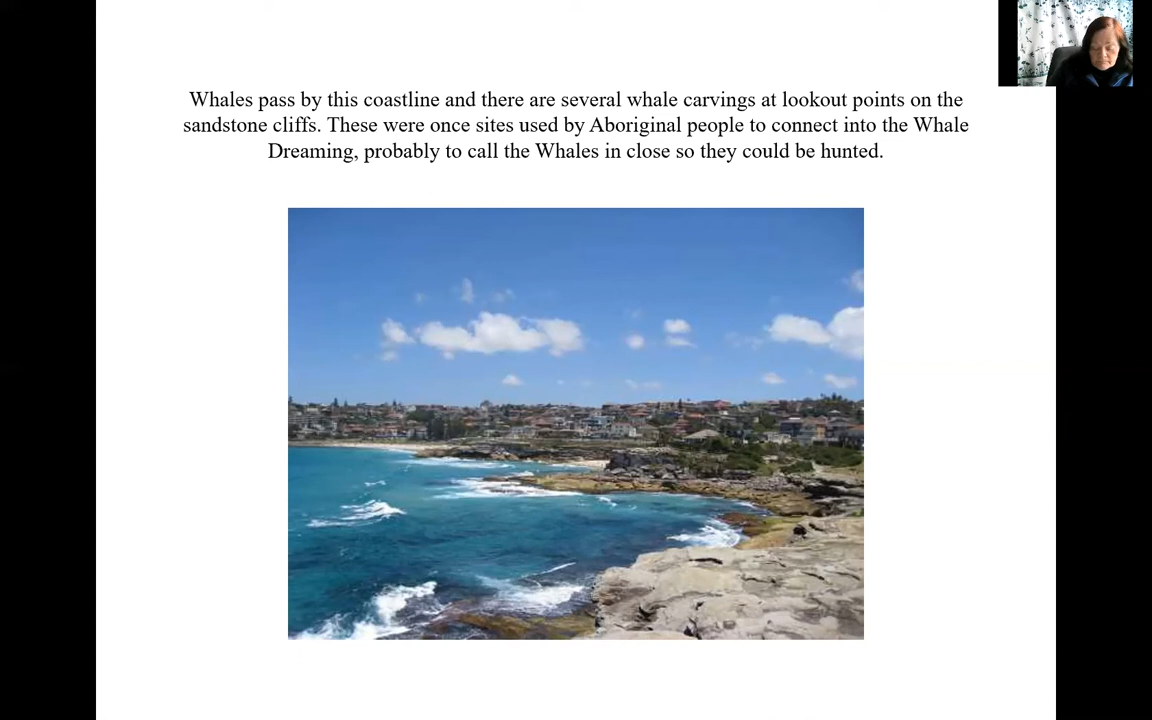 Whales pass by this coastline and there are several whale carvings at lookout points on the
sandstone cliffs. These were once sites used by Aboriginal people to connect into the Whale
Dreaming, probably to call the Whales in close so they could be hunted.